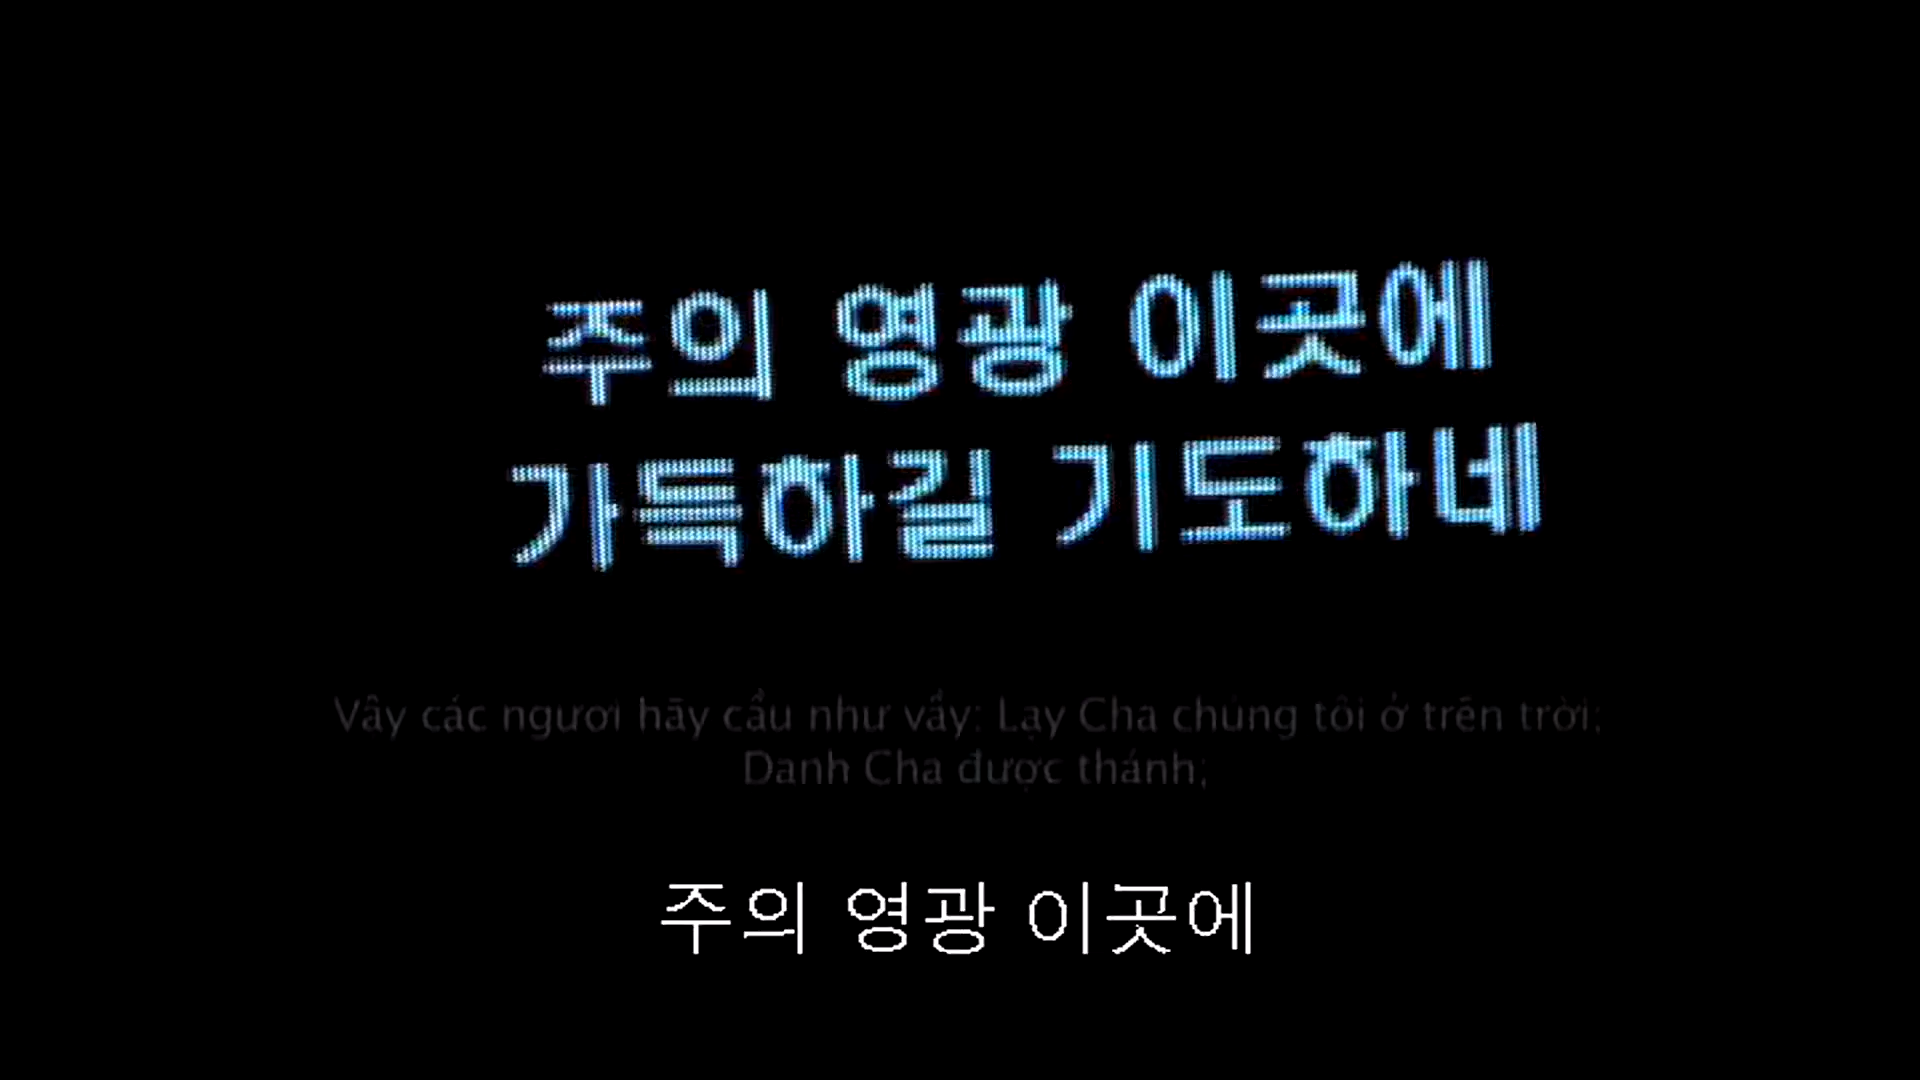 주의 영광 이곳에
가득하길 기도하네
Vậy các ngươi hãy cầu như vầy: Lạy Cha chúng tôi ở trên trời;
Danh Cha được thánh;
주의 영광 이곳에